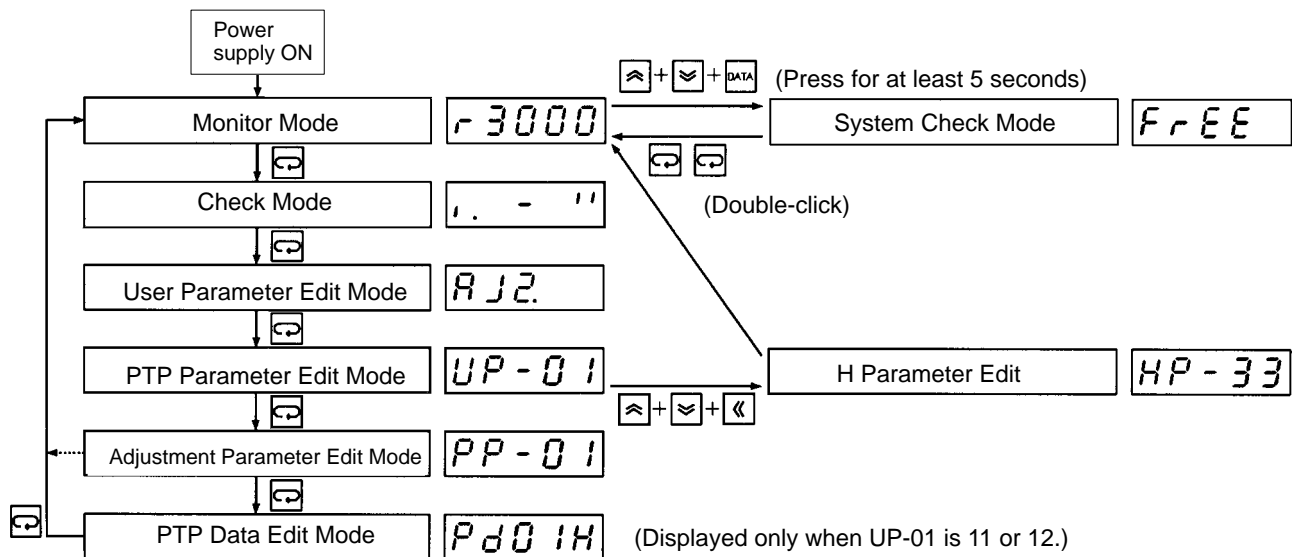 Power
supply ON
+ + DATA (Press for at least 5 seconds)
Monitor Mode r3000 System Check Mode FrEE
(Double-click)
Check Mode ı. - ''
User Parameter Edit Mode AJ2.
PTP Parameter Edit Mode UP-01 H Parameter Edit HP-33
+ + «
Adjustment Parameter Edit Mode PP-01
PTP Data Edit Mode Pd01H (Displayed only when UP-01 is 11 or 12.)